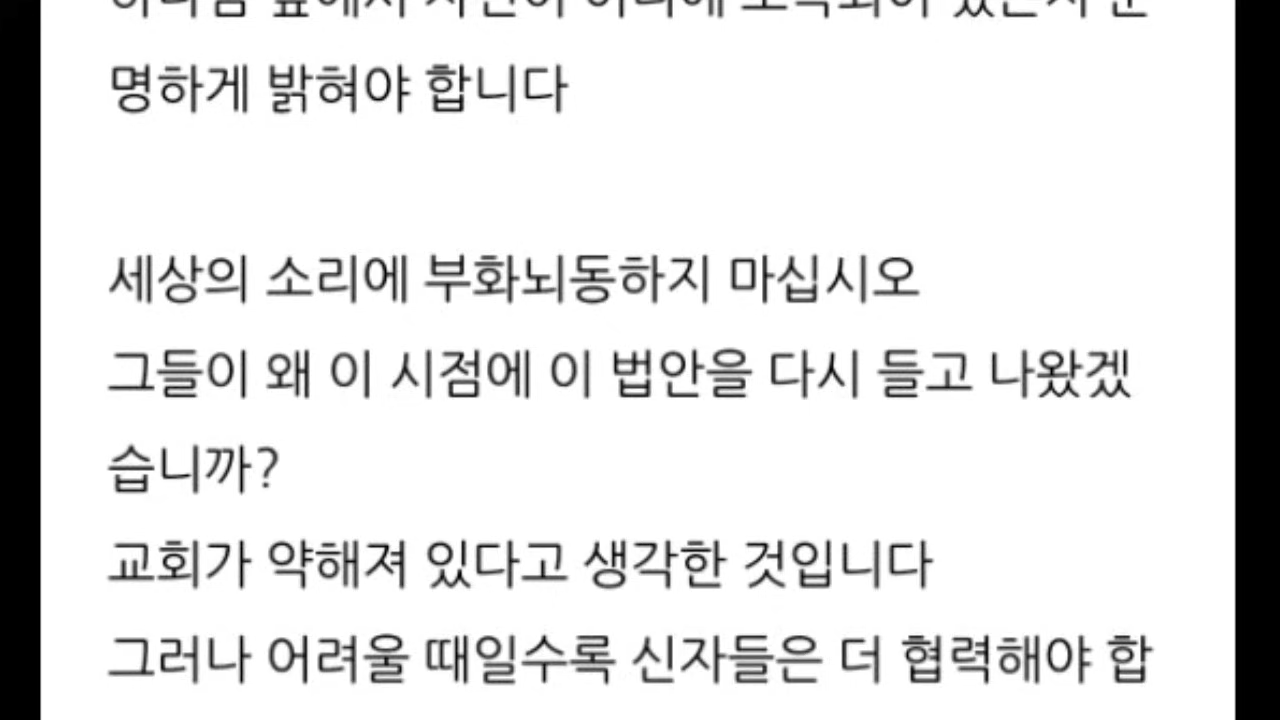 명하게 밝혀야 합니다
세상의 소리에 부화뇌동하지 마십시오
그들이 왜 이 시점에 이 법안을 다시 들고 나왔겠
습니까?
교회가 약해져 있다고 생각한 것입니다
그러나 어려울 때일수록 신자들은 더 협력해야 합